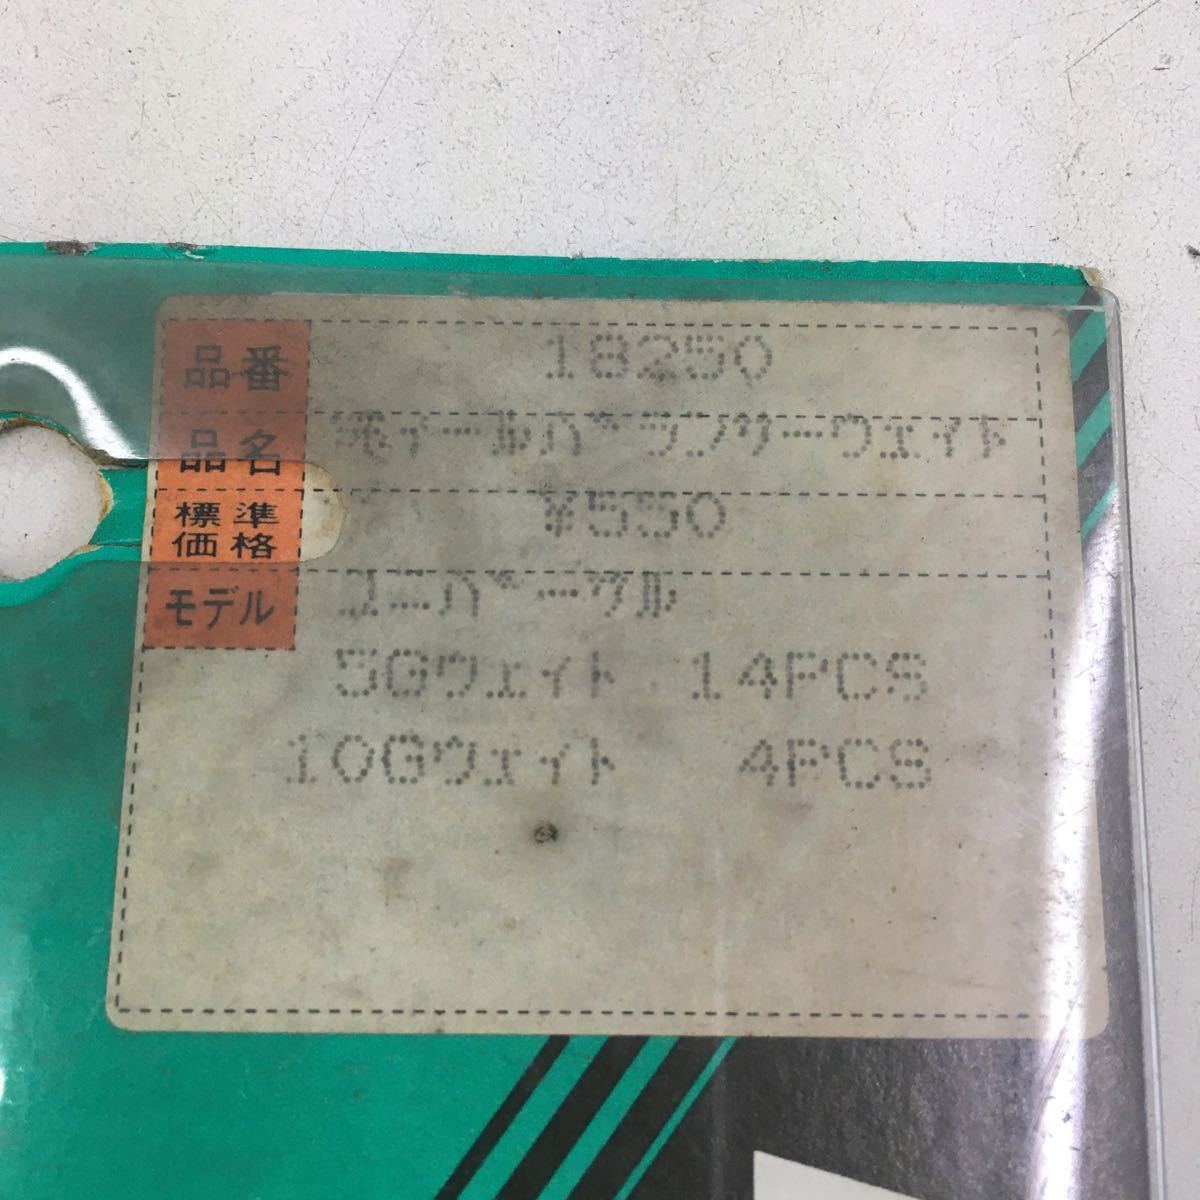 品番 18250
品名 ホィールバランサーウェイト
標準価格 ¥550
モデル ユニバーサル
5Gウェイト 14PCS
10Gウェイト 4PCS